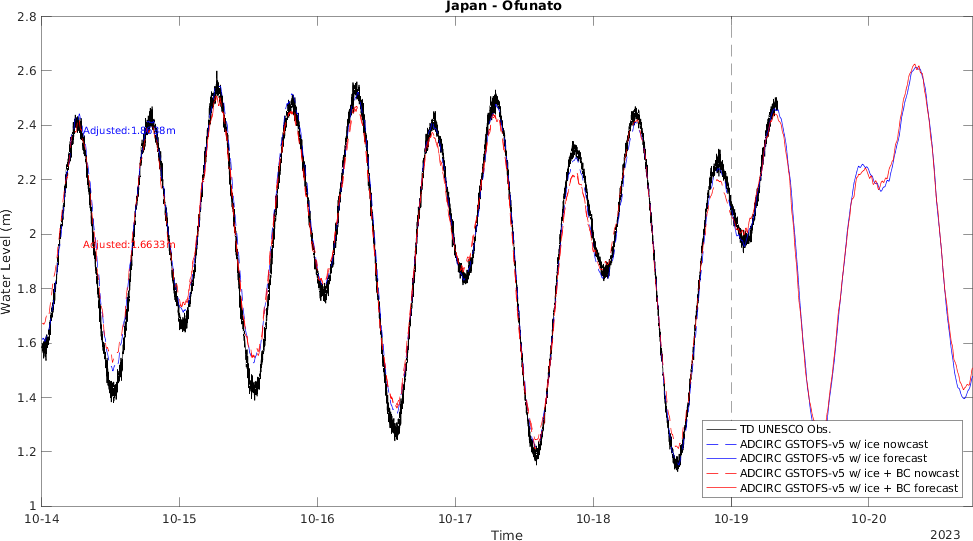 Japan - Ofunato
2.8
2.6
2.4
2.2
2
1.8
1.6
1.4
1.2
1
Water Level (m)
Adjusted:1.6633m
TD UNESCO Obs.
ADCIRC GSTOFS-v5 w/ ice nowcast
ADCIRC GSTOFS-v5 w/ ice forecast
ADCIRC GSTOFS-v5 w/ ice + BC nowcast
ADCIRC GSTOFS-v5 w/ ice + BC forecast
10-14
10-15
10-16
10-17
10-18
10-19
10-20
Time
2023